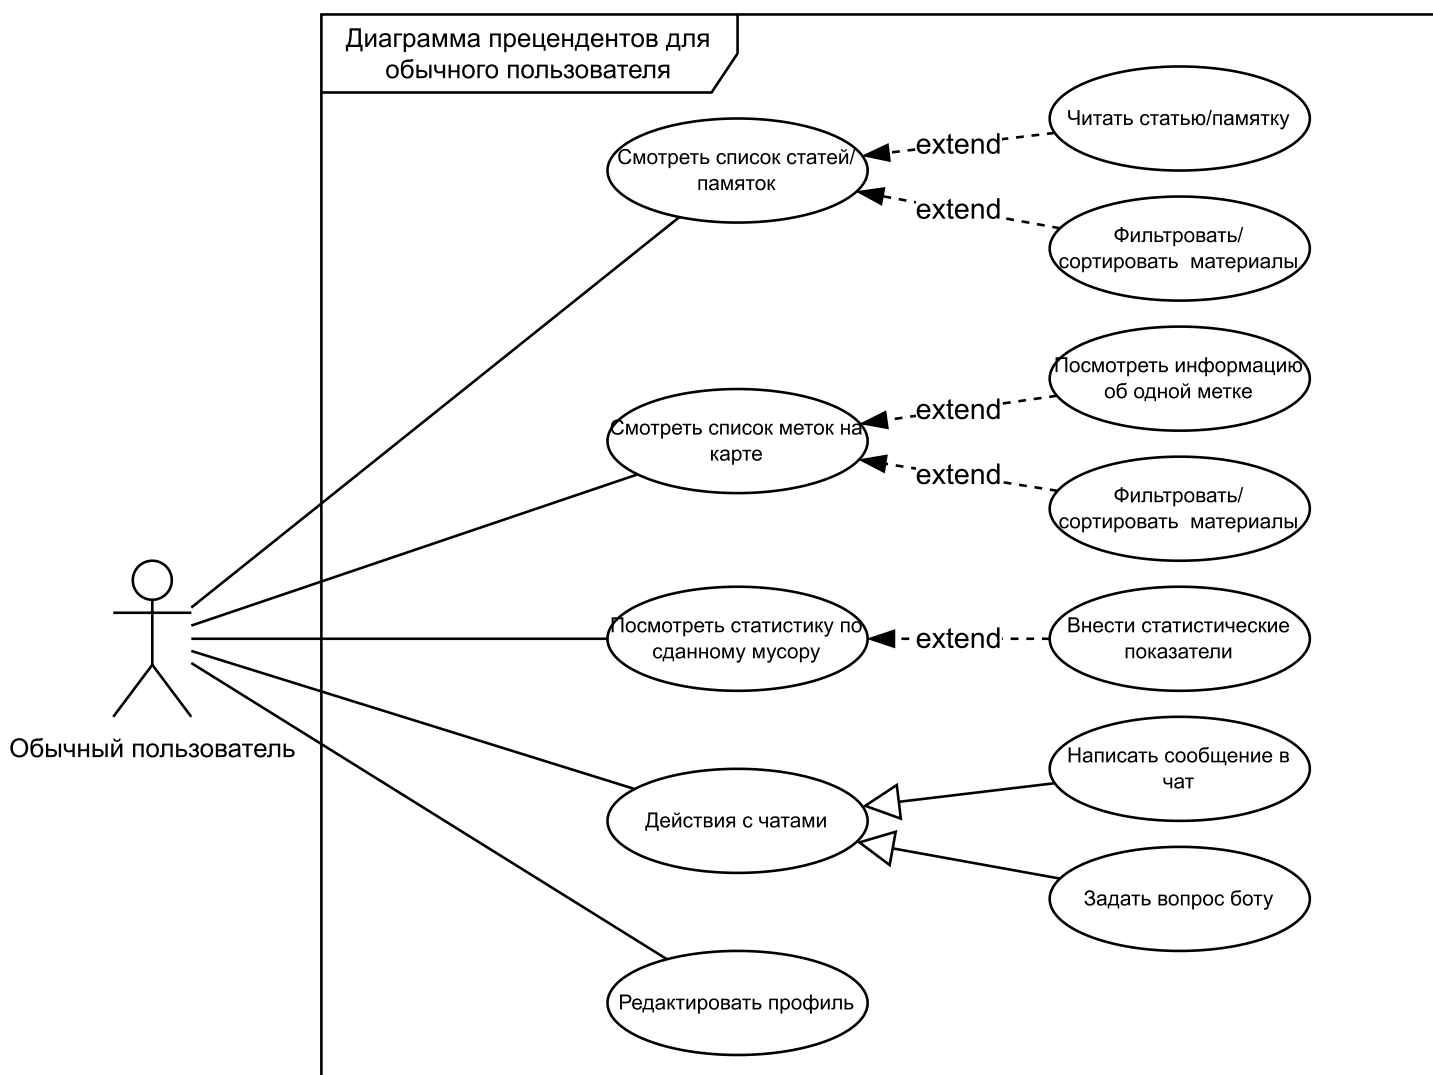 Диаграмма прецендентов для
обычного пользователя
Смотреть список статей/
памяток
extend
Читать статью/памятку
extend
Фильтровать/
сортировать  материалы
Смотреть список меток на
карте
extend
Посмотреть информацию
об одной метке
extend
Фильтровать/
сортировать  материалы
Обычный пользователь
Посмотреть статистику по
сданному мусору
extend
Внести статистические
показатели
Действия с чатами
Написать сообщение в
чат
Задать вопрос боту
Редактировать профиль